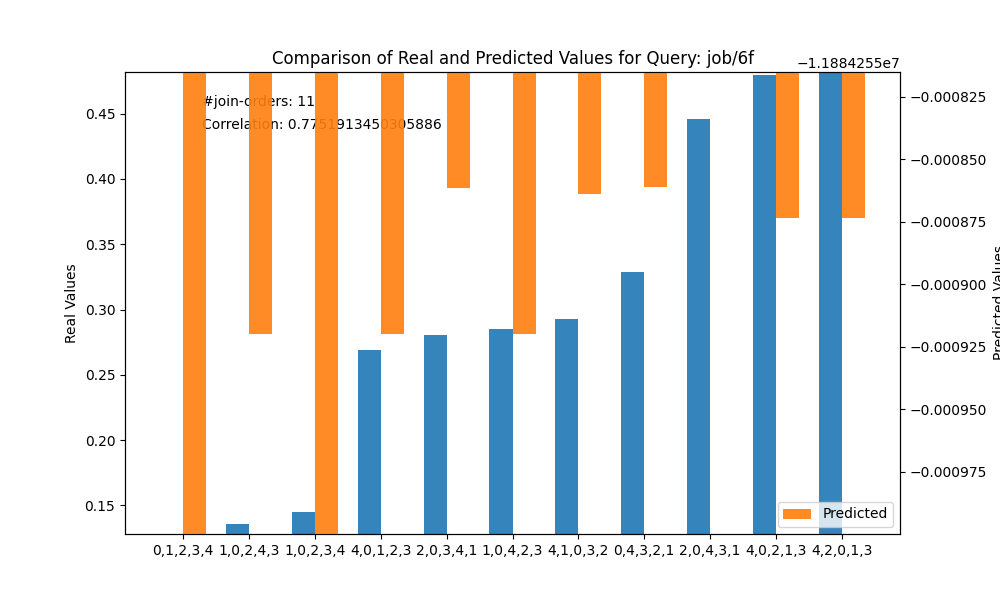 Comparison of Real and Predicted Values for Query: job/6f
−1.1884255e7
#join-orders: 11
Correlation: 0.7751913450305886
0.45
0.40
0.35
0.30
0.25
0.20
0.15
Real Values
−0.000825
−0.000850
−0.000875
−0.000900
−0.000925
−0.000950
−0.000975
Predicted Values
Predicted
0,1,2,3,4 1,0,2,4,3 1,0,2,3,4 4,0,1,2,3 2,0,3,4,1 1,0,4,2,3 4,1,0,3,2 0,4,3,2,1 2,0,4,3,1 4,0,2,1,3 4,2,0,1,3